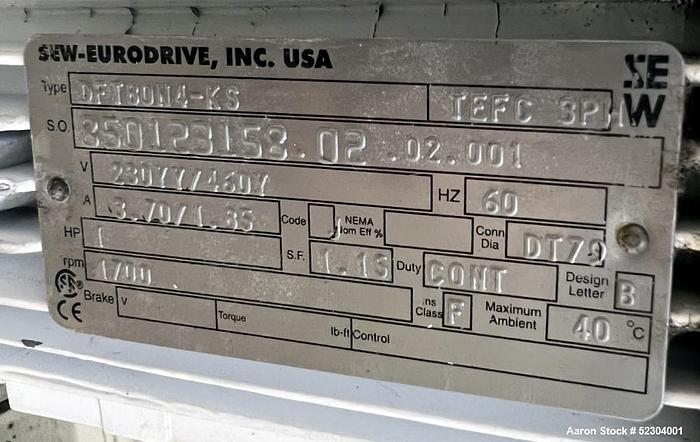 SEW-EURODRIVE, INC. USA
SEW
Type DFT80N4-KS TEFC 3PH
S.O. 850123158.02.02.001
V 230YY/460Y HZ 60
A 3.70/1.85 Code J NEMA Nom Eff % Conn Dia DT79
HP 1 S.F. 1.15 Duty CONT Design Letter B
rpm 1700 Ins Class F Maximum Ambient 40 °C
Brake V Torque lb-ft Control
CE
Aaron Stock # 52304001